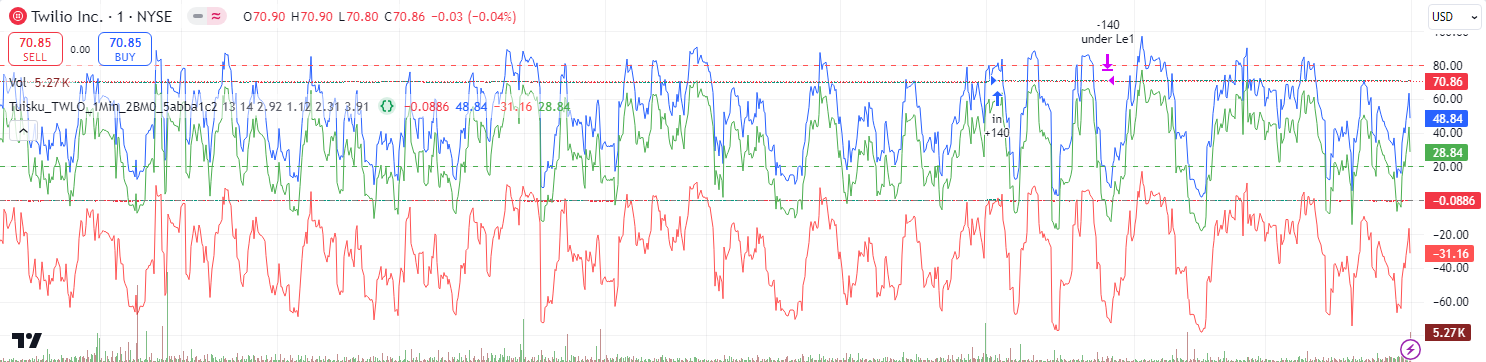 Twilio Inc. · 1 · NYSE O70.90 H70.90 L70.80 C70.86 −0.03 (−0.04%)
USD
70.85 SELL
0.00
70.85 BUY
Vol 5.27 K
Tuisku_TWLO_1Min_2BM0_5abba1c2 13 14 2.92 1.12 2.31 3.91 −0.0886 48.84 −31.16 28.84
-140
under Le1
in
+140
100.00
80.00
70.86
60.00
48.84
40.00
28.84
20.00
−0.0886
−20.00
−31.16
−40.00
−60.00
5.27 K